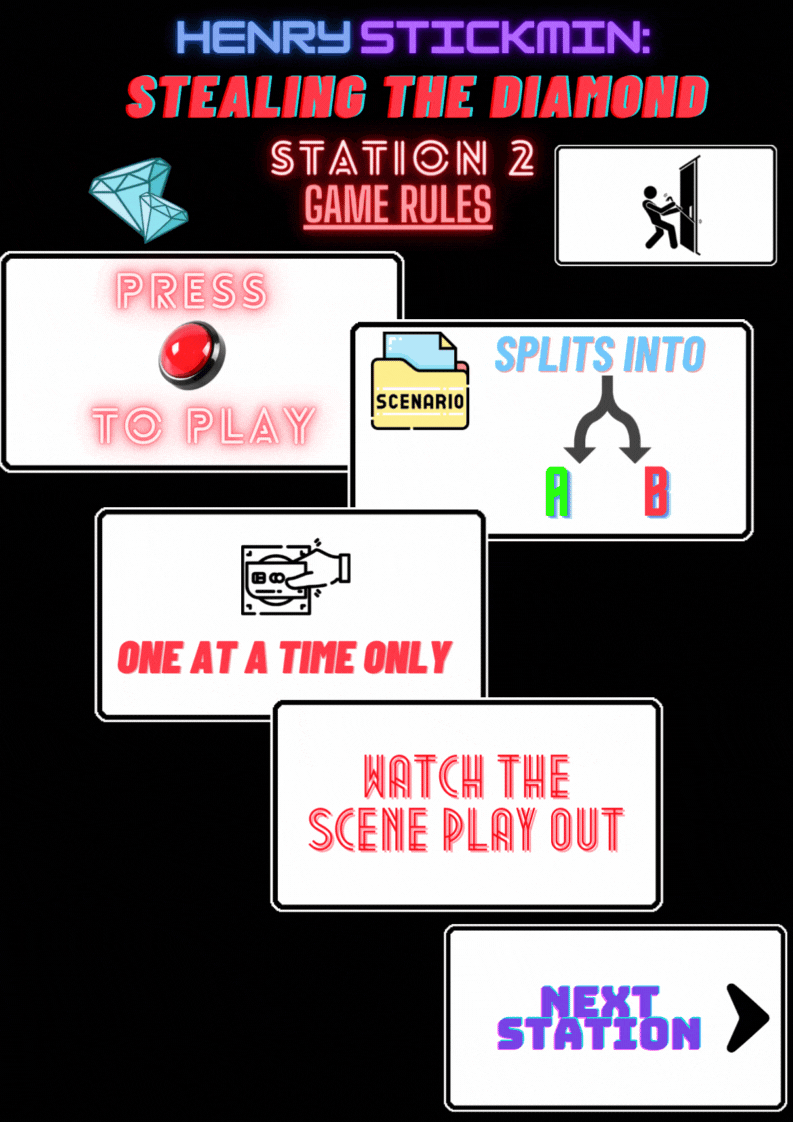 HENRY STICKMIN:
STEALING THE DIAMOND
STATION 2
GAME RULES
PRESS
TO PLAY
SCENARIO
SPLITS INTO
A B
ONE AT A TIME ONLY
WATCH THE
SCENE PLAY OUT
NEXT
STATION